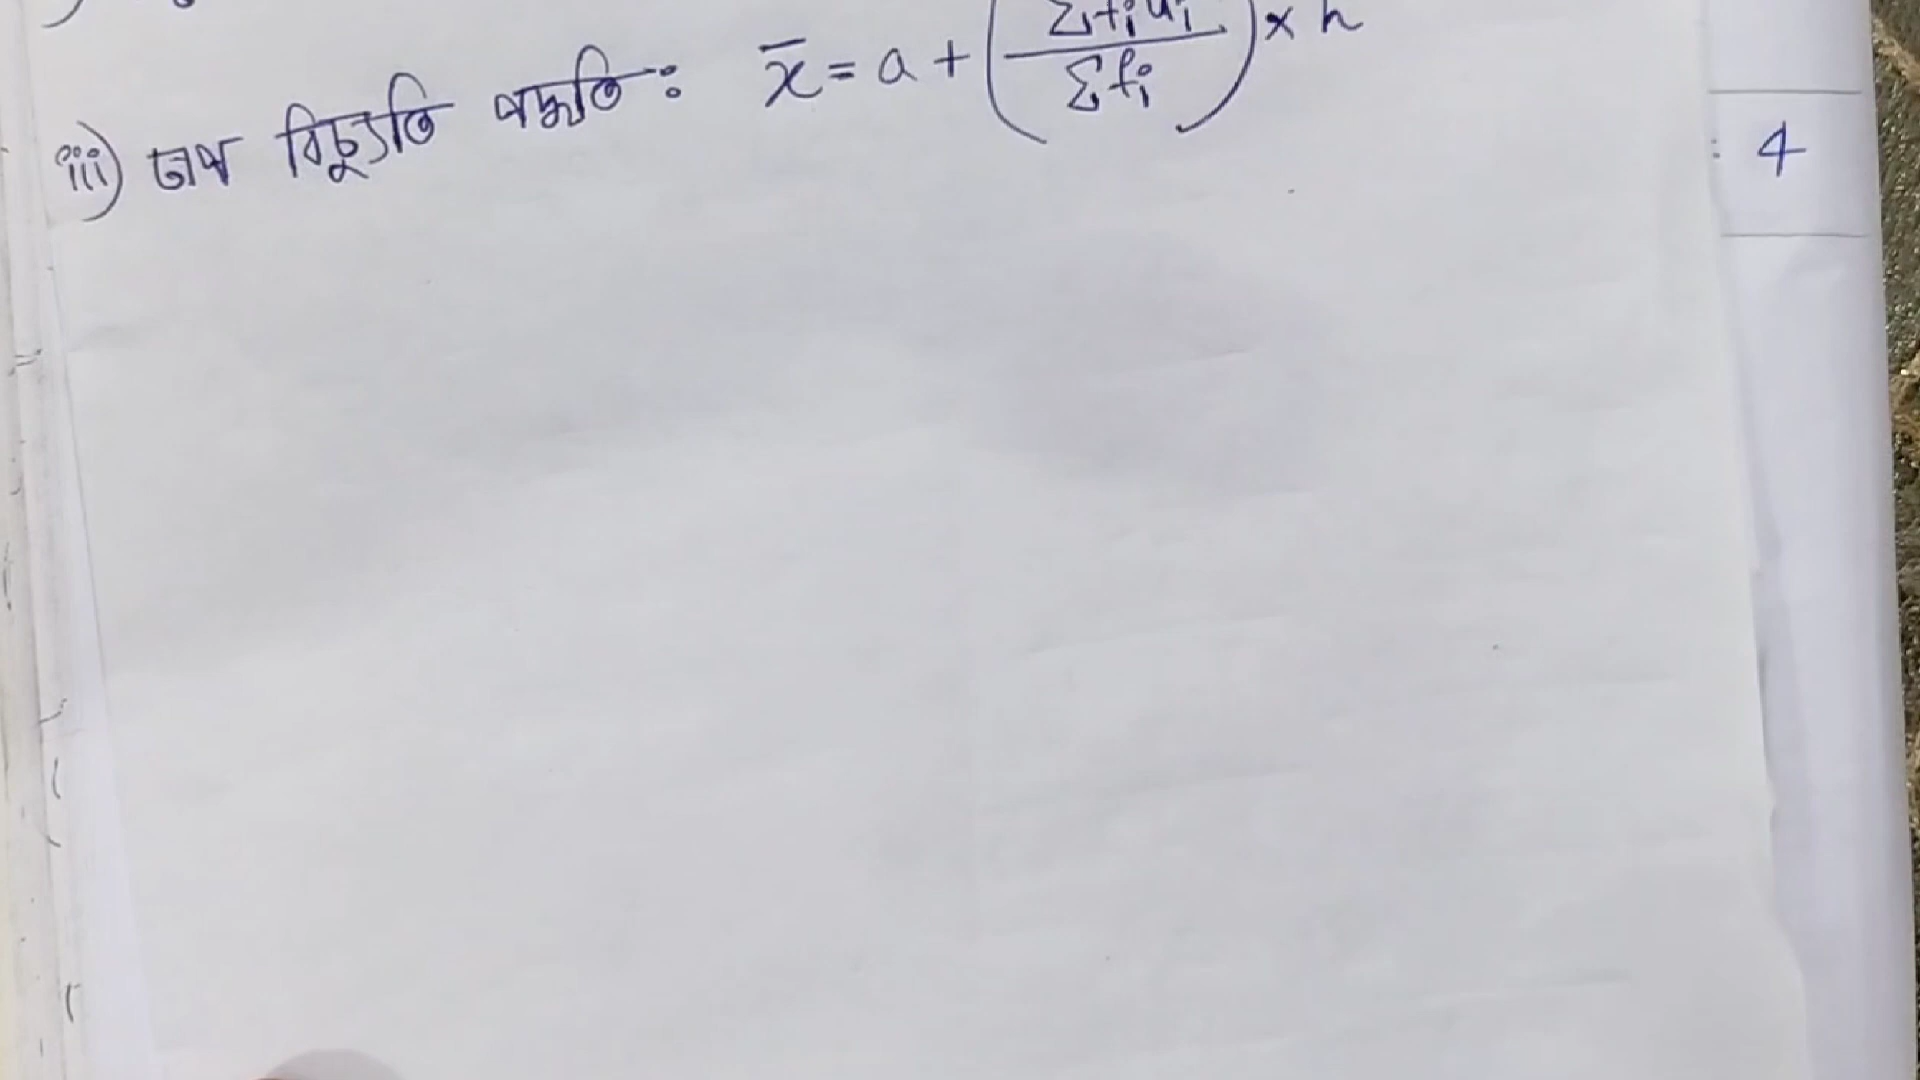 iii) ঢাপ বিচ্যুতি পদ্ধতি: x̄ = a + (Σfᵢuᵢ / Σfᵢ) × h
: 4